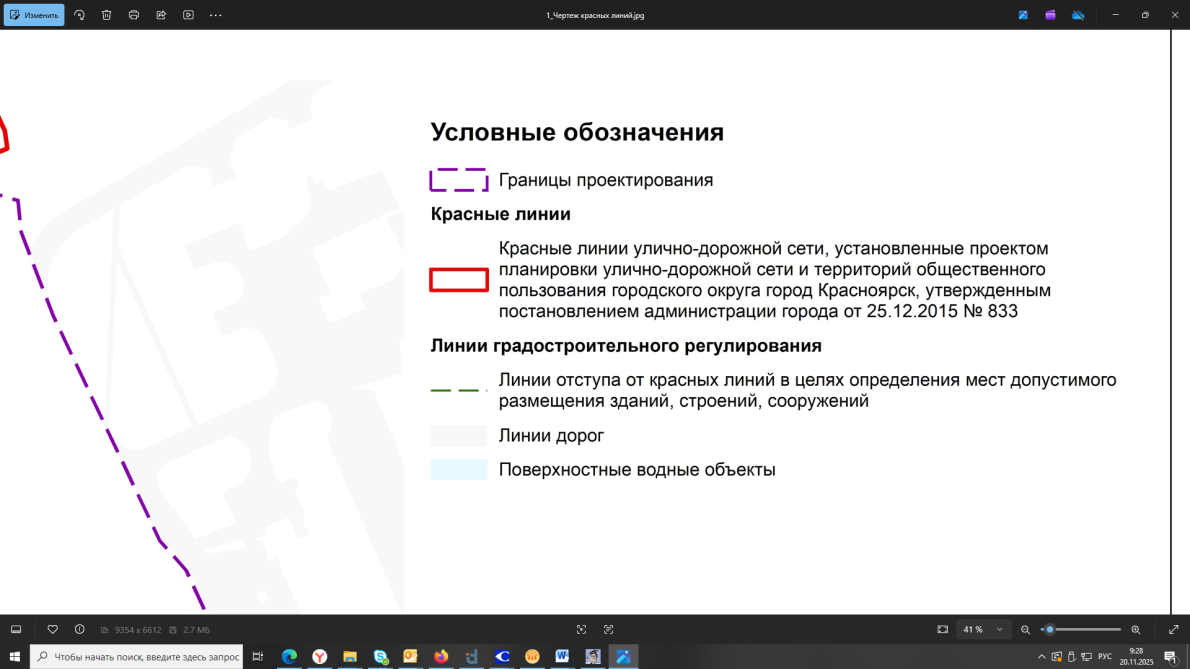 Изменить
1_Чертеж красных линий.jpg
Условные обозначения
Границы проектирования
Красные линии
Красные линии улично-дорожной сети, установленные проектом
планировки улично-дорожной сети и территорий общественного
пользования городского округа город Красноярск, утвержденным
постановлением администрации города от 25.12.2015 № 833
Линии градостроительного регулирования
Линии отступа от красных линий в целях определения мест допустимого
размещения зданий, строений, сооружений
Линии дорог
Поверхностные водные объекты
9354 x 6612
2.7 МБ
41 %
Чтобы начать поиск, введите здесь запрос
РУС
9:28
20.11.2025
1